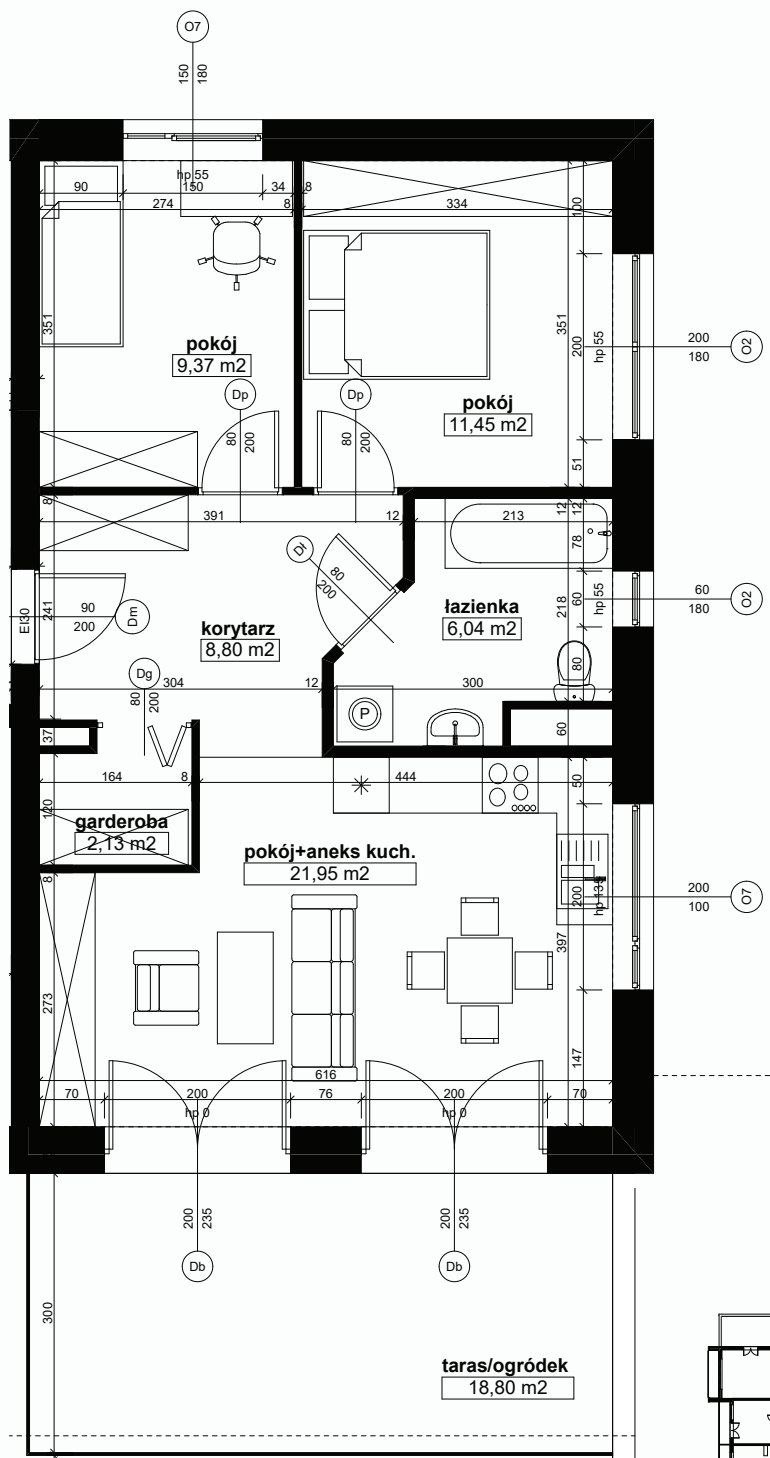 O7
150
180
hp 55
90
150
34
8
274
8
334
100
351
351
200
hp 55
200
180
O2
pokój
9,37 m2
pokój
11,45 m2
Dp
80
200
Dp
80
200
51
8
391
12
213
12
12
78
Dł
80
200
241
EI30
90
200
Dm
korytarz
8,80 m2
łazienka
6,04 m2
218
60
hp 55
60
180
O2
Dg
80
200
304
12
300
80
P
37
60
164
8
444
50
120
garderoba
2,13 m2
pokój+aneks kuch.
21,95 m2
8
200
hp 135
200
100
O7
397
273
147
616
70
200
76
200
70
hp 0
hp 0
200
235
200
235
Db
Db
300
taras/ogródek
18,80 m2